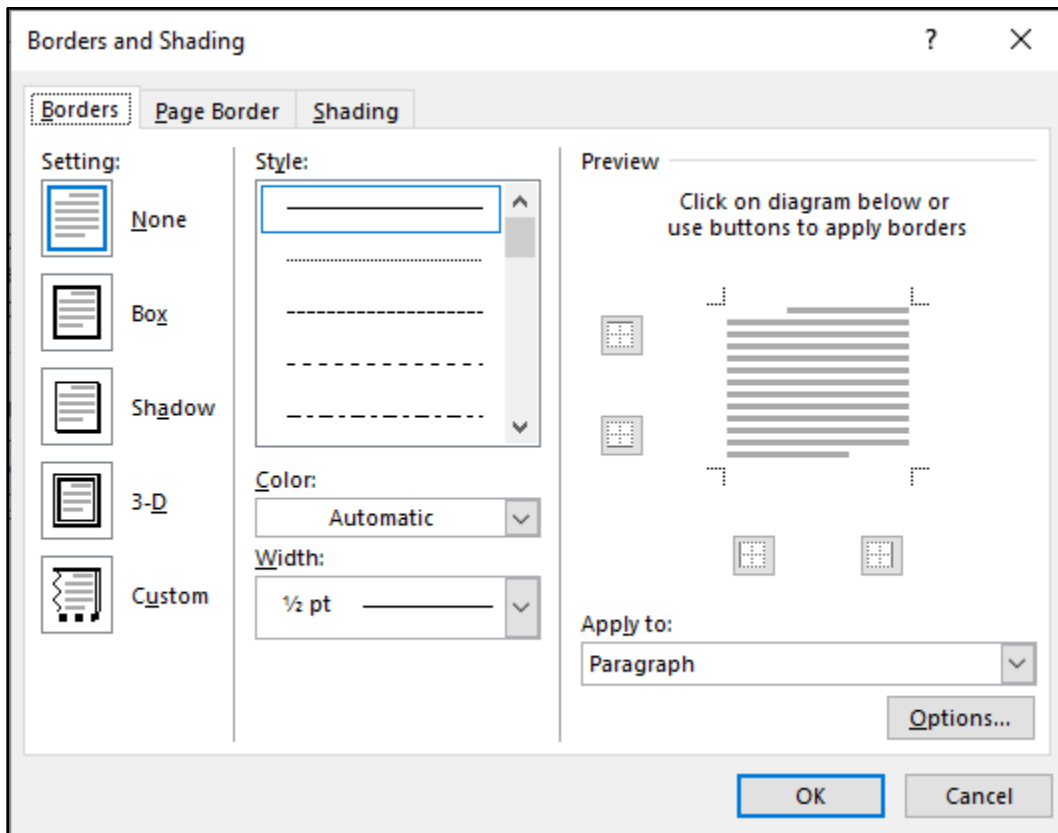 Borders and Shading
?
Borders
Page Border
Shading
Setting:
None
Box
Shadow
3-D
Custom
Style:
Color:
Automatic
Width:
½ pt
Preview
Click on diagram below or
use buttons to apply borders
Apply to:
Paragraph
Options...
OK
Cancel